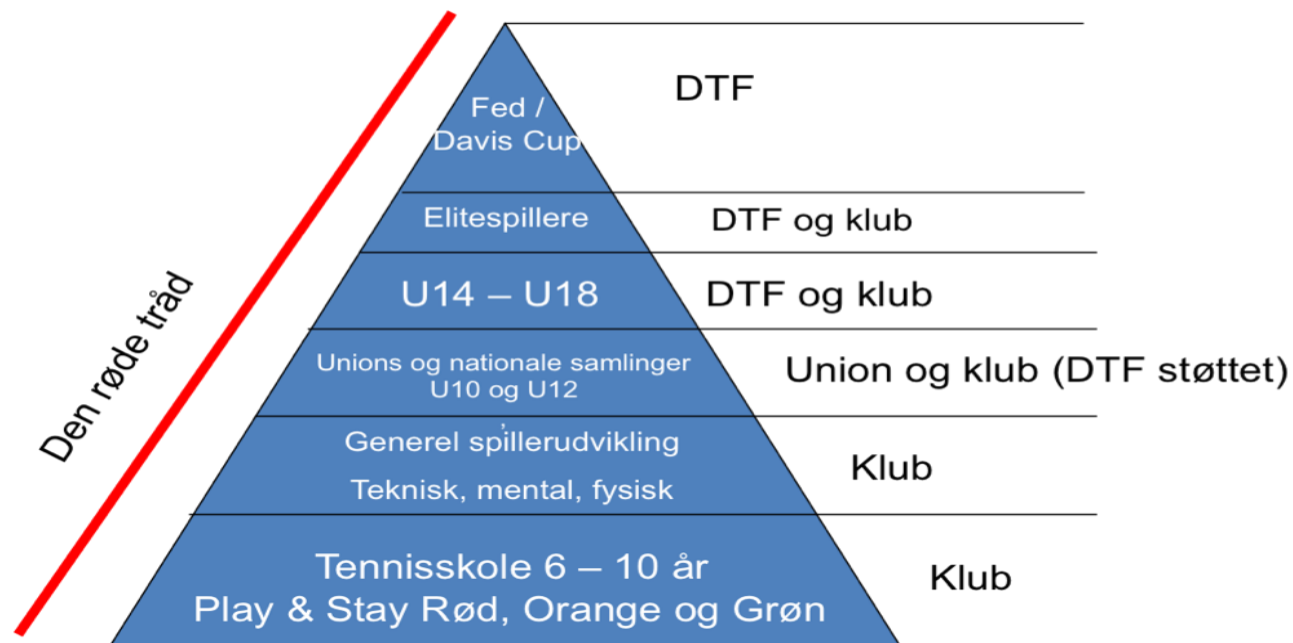 Den røde tråd
Fed /
Davis Cup
DTF
Elitespillere
DTF og klub
U14 – U18
DTF og klub
Unions og nationale samlinger
U10 og U12
Union og klub (DTF støttet)
,
Generel spillerudvikling
Teknisk, mental, fysisk
Klub
Tennisskole 6 – 10 år
Play & Stay Rød, Orange og Grøn
Klub